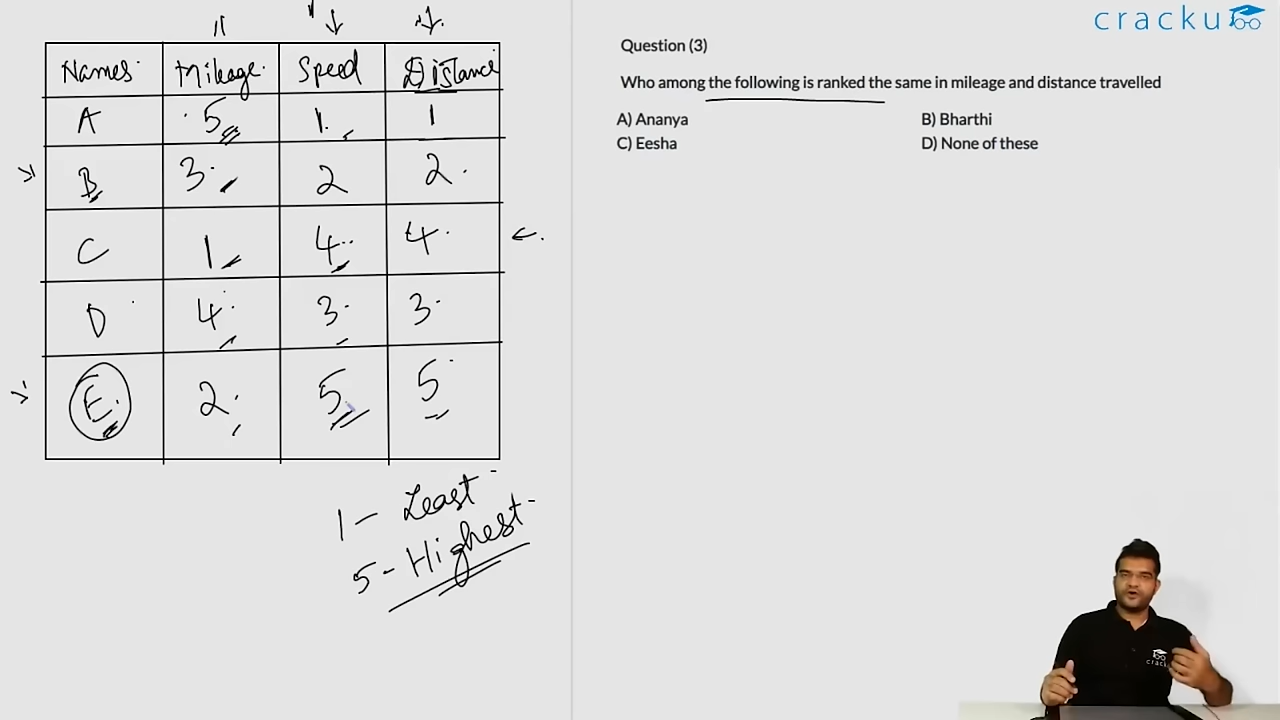 cracku
Names Mileage Speed Distance
A 5 1 1
B 3 2 2
C 1 4 4
D 4 3 3
E 2 5 5
1 - Least
5 - Highest
Question (3)
Who among the following is ranked the same in mileage and distance travelled
A) Ananya
B) Bharthi
C) Eesha
D) None of these